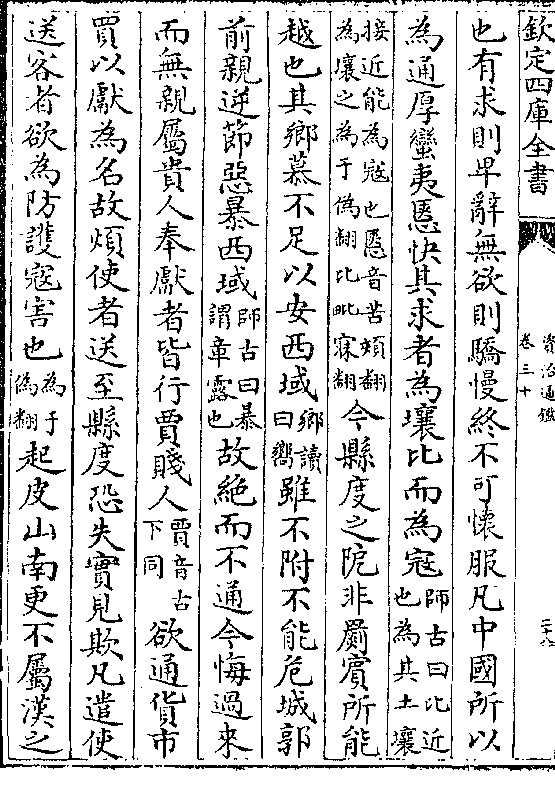 欽定四庫全書
資治通鑑
卷三十
也有求則卑辭無欲則驕慢終不可懷服凡中國所以
為通厚蠻夷㥦快其求者為壤比而為寇師古曰比近也為其土壤
接近能為寇也㥦音苦頰翻為壤之為于偽翻比毗寐翻今縣度之阸非罽賔所能
越也其鄉慕不足以安西域鄉讀曰嚮雖不附不能危城郭
前親逆節惡暴西域師古曰暴謂章露也故絶而不通今悔過來
而無親屬貴人奉獻者皆行賈賤人賈音古下同欲通貨市
賈以獻為名故煩使者送至縣度恐失實見欺凡遣使
送客者欲為防護寇害也為于偽翻起皮山南更不屬漢之